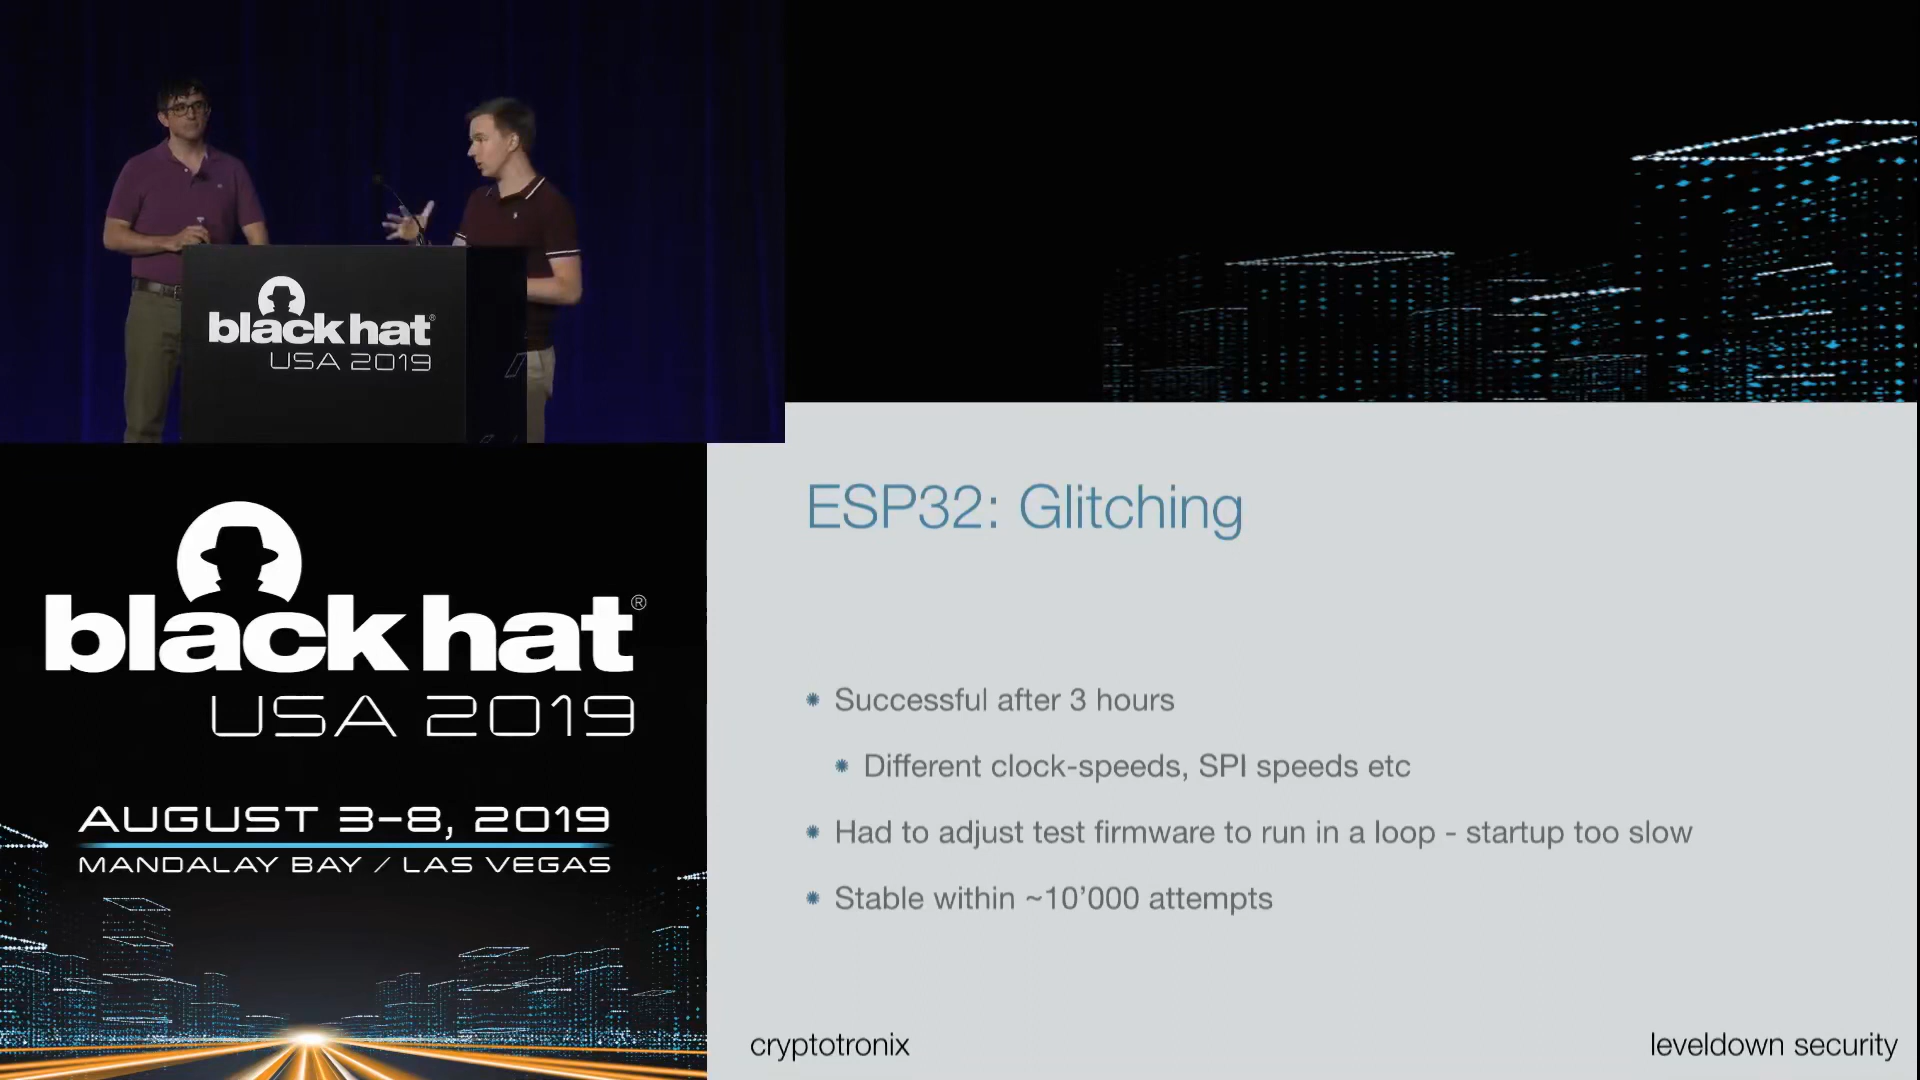 black hat®
USA 2019
black hat®
USA 2019
AUGUST 3–8, 2019
MANDALAY BAY / LAS VEGAS
ESP32: Glitching
Successful after 3 hours
Different clock-speeds, SPI speeds etc
Had to adjust test firmware to run in a loop - startup too slow
Stable within ~10’000 attempts
cryptotronix
leveldown security